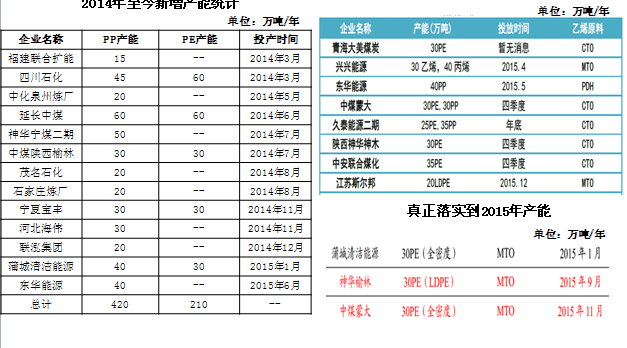 2014年至今新增产能统计
单位：万吨/年
企业名称 PP产能 PE产能 投产时间
福建联合扩能 15 -- 2014年3月
四川石化 45 60 2014年3月
中化泉州炼厂 20 -- 2014年5月
延长中煤 60 60 2014年6月
神华宁煤二期 50 -- 2014年7月
中煤陕西榆林 30 30 2014年7月
茂名石化 20 -- 2014年8月
石家庄炼厂 20 -- 2014年8月
宁夏宝丰 30 30 2014年11月
河北海伟 30 -- 2014年11月
联泓集团 20 -- 2014年12月
蒲城清洁能源 40 30 2015年1月
东华能源 40 -- 2015年6月
总计 420 210 --
单位：万吨/年
企业名称 产能(万吨) 投放时间 乙烯原料
青海大美煤炭 30PE 暂无消息 CTO
兴兴能源 30乙烯，40丙烯 2015.4 MTO
东华能源 40PP 2015.5 PDH
中煤蒙大 30PE, 30PP 四季度 CTO
久泰能源二期 25PE, 35PP 年底 CTO
陕西神华神木 30PE 四季度 CTO
中安联合煤化 35PE 四季度 CTO
江苏斯尔邦 20LDPE 2015.12 MTO
真正落实到2015年产能
单位：万吨/年
蒲城清洁能源 30PE（全密度） MTO 2015年1月
神华榆林 30PE（LDPE） MTO 2015年9月
中煤蒙大 30PE（全密度） MTO 2015年11月